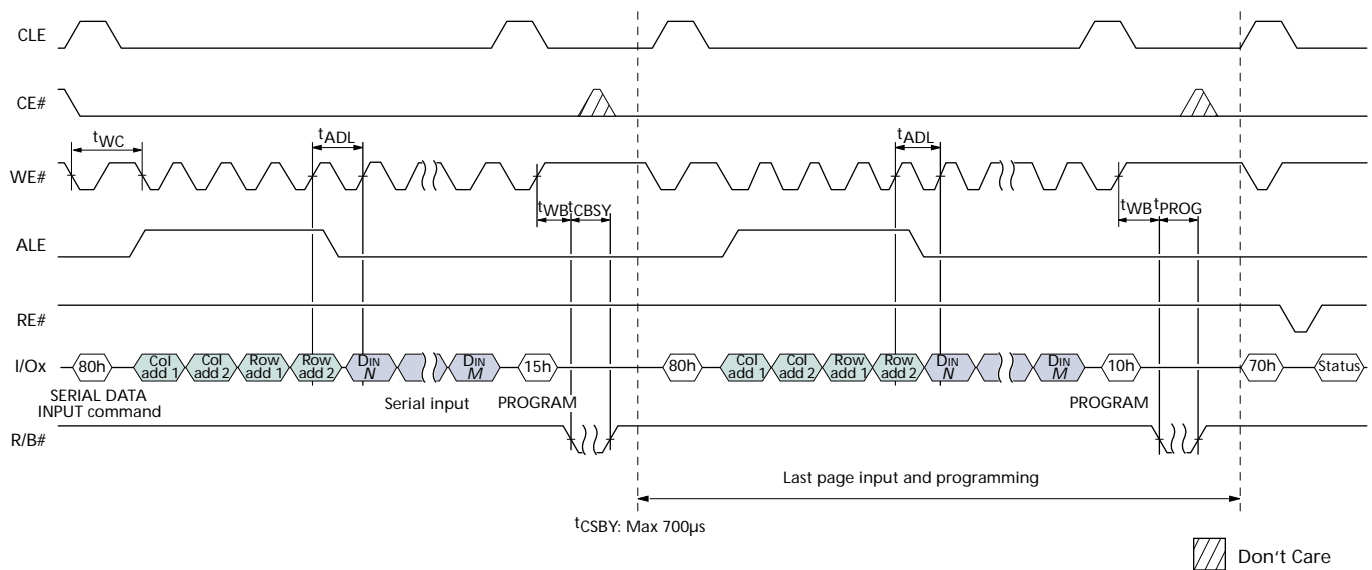 CLE
CE#
tWC
tADL
tADL
WE#
tWB
tCBSY
tWB
tPROG
ALE
RE#
I/Ox
80h
Col add 1
Col add 2
Row add 1
Row add 2
DIN N
DIN M
15h
80h
Col add 1
Col add 2
Row add 1
Row add 2
DIN N
DIN M
10h
70h
Status
SERIAL DATA
INPUT command
Serial input
PROGRAM
PROGRAM
R/B#
Last page input and programming
tCSBY: Max 700µs
Don't Care